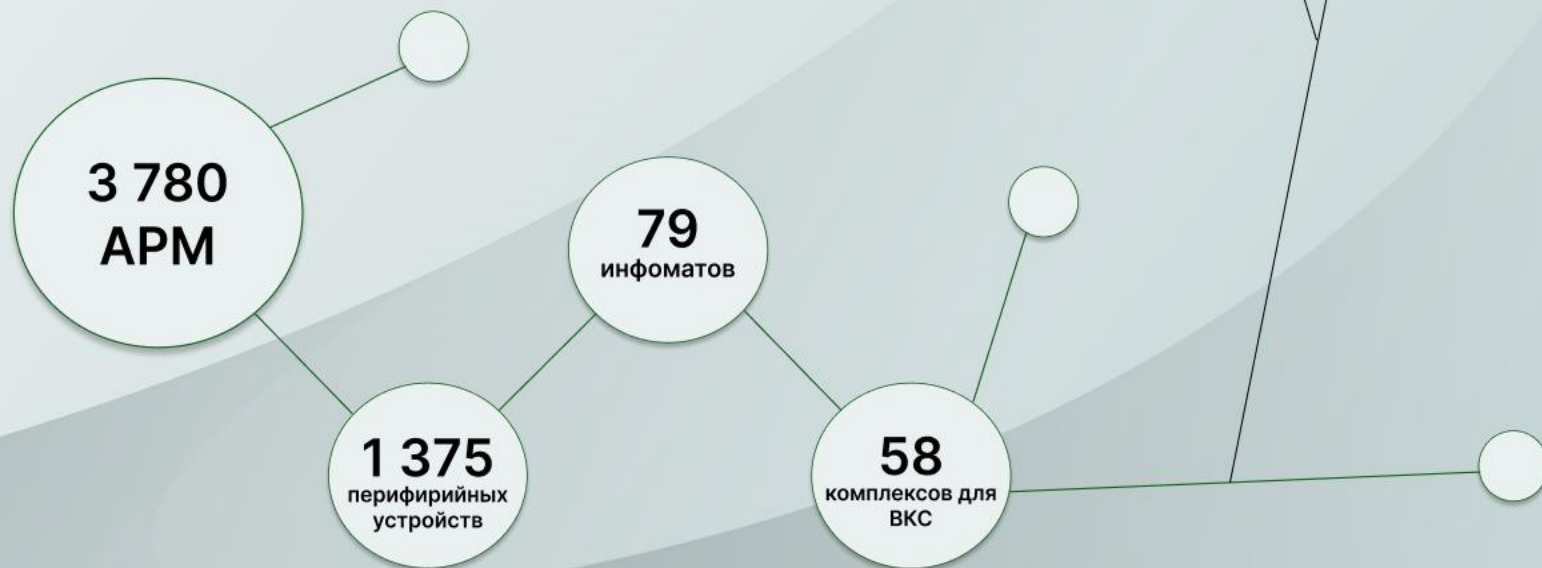 3 780
АРМ
79
инфоматов
1 375
перифирийных
устройств
58
комплексов для
ВКС